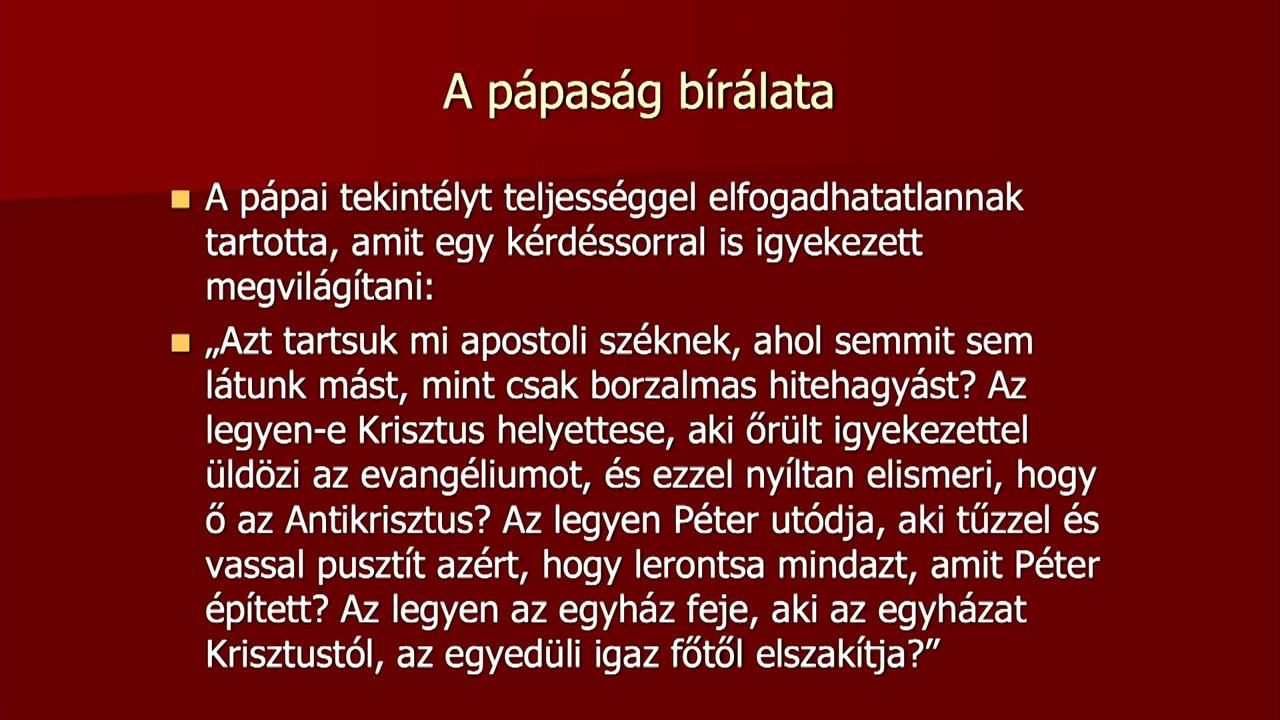 A pápaság bírálata
A pápai tekintélyt teljességgel elfogadhatatlannak
tartotta, amit egy kérdéssorral is igyekezett
megvilágítani:
„Azt tartsuk mi apostoli széknek, ahol semmit sem
látunk mást, mint csak borzalmas hitehagyást? Az
legyen-e Krisztus helyettese, aki őrült igyekezettel
üldözi az evangéliumot, és ezzel nyíltan elismeri, hogy
ő az Antikrisztus? Az legyen Péter utódja, aki tűzzel és
vassal pusztít azért, hogy lerontsa mindazt, amit Péter
épített? Az legyen az egyház feje, aki az egyházat
Krisztustól, az egyedüli igaz főtől elszakítja?”